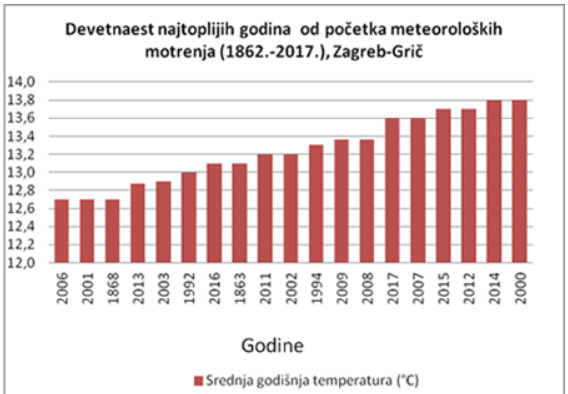 Devetnaest najtoplijih godina od početka meteoroloških
motrenja (1862.-2017.), Zagreb-Grič
14,0
13,8
13,6
13,4
13,2
13,0
12,8
12,6
12,4
12,2
12,0
2006 2001 1868 2013 2003 1992 2016 1863 2011 2002 1994 2009 2008 2017 2007 2015 2012 2014 2000
Godine
Srednja godišnja temperatura (°C)